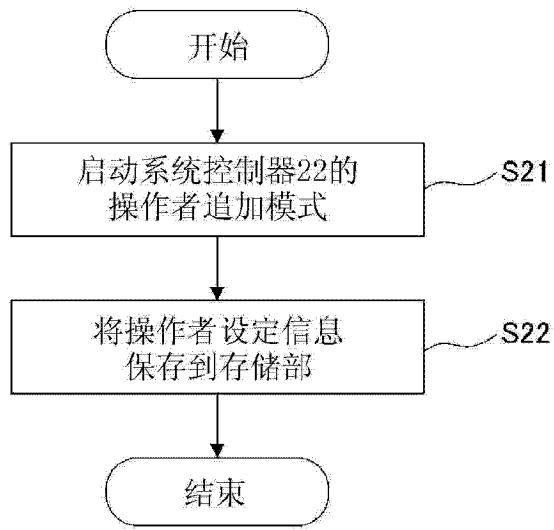 开始
启动系统控制器22的
操作者追加模式
S21
将操作者设定信息
保存到存储部
S22
结束